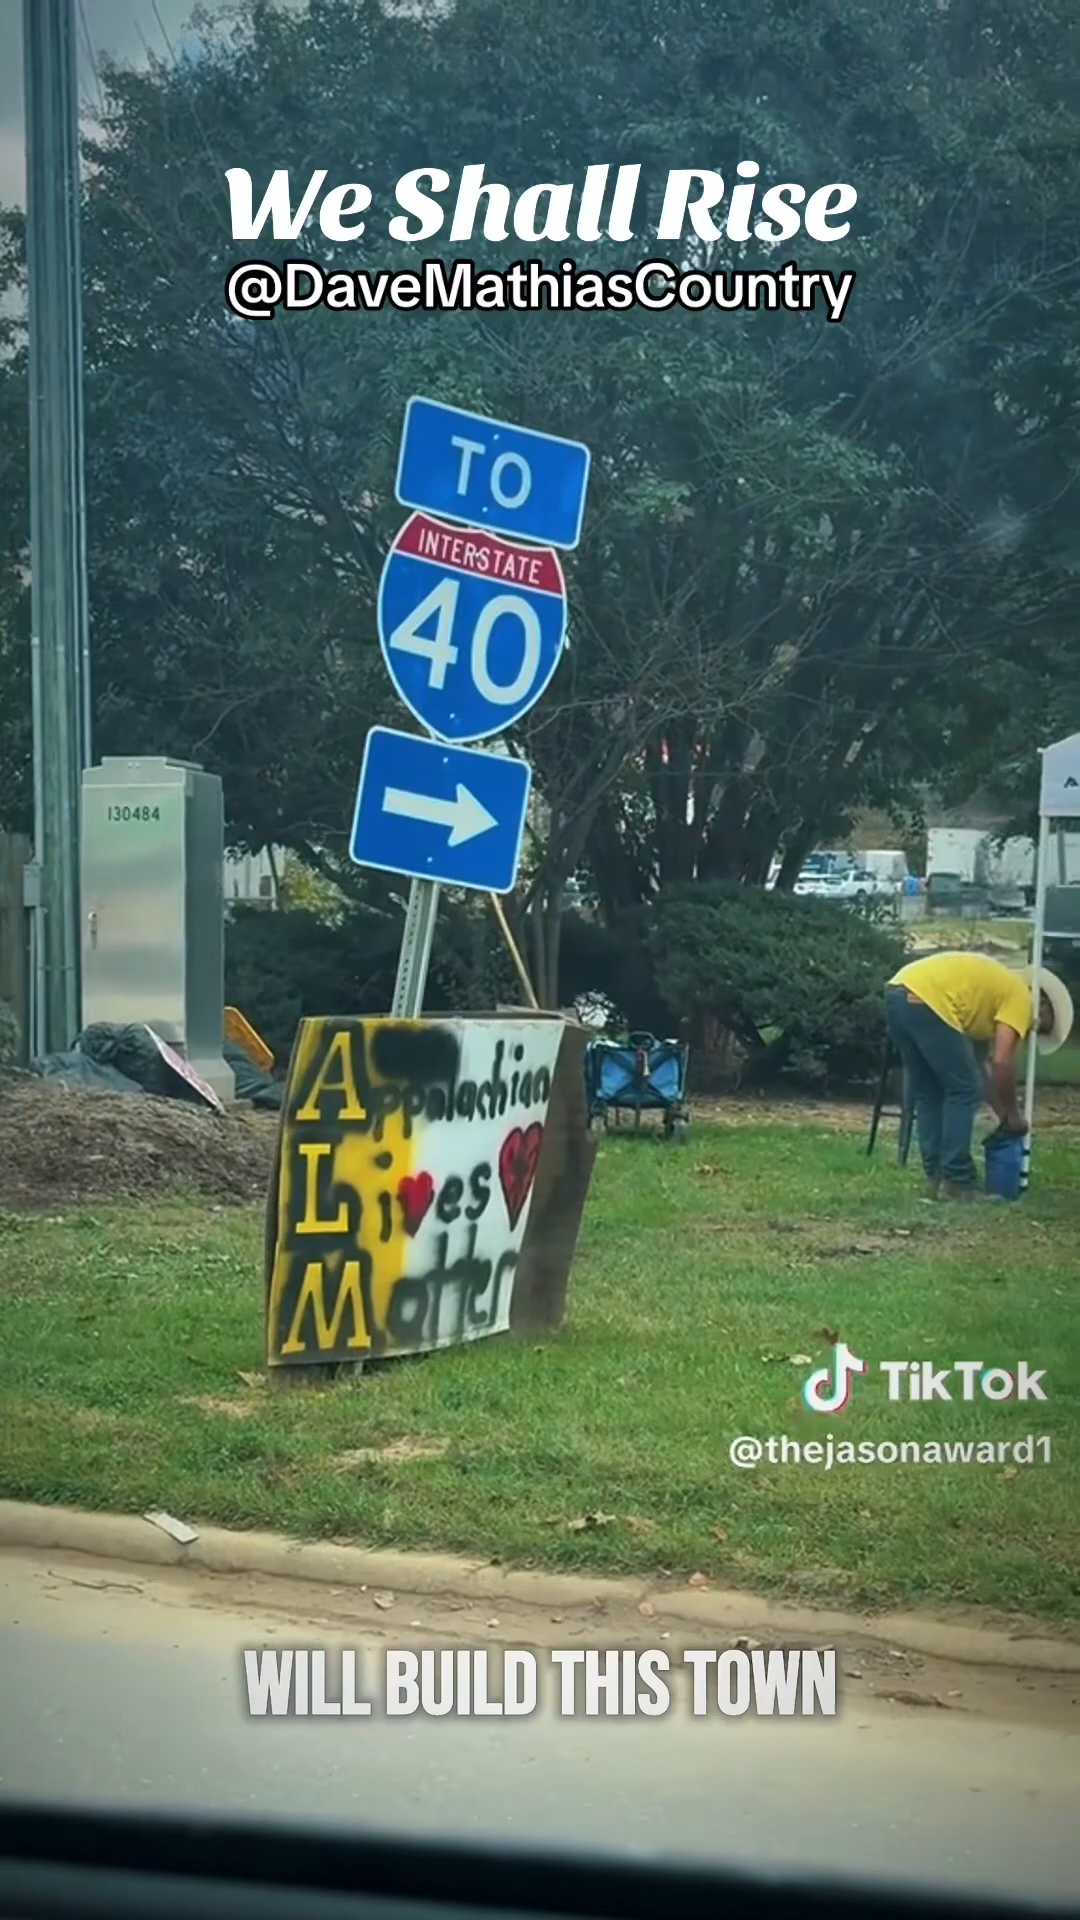 We Shall Rise
@DaveMathiasCountry
TO
INTERSTATE
40
130484
Appalachian
Lives
Matter
TikTok
@thejasonaward1
WILL BUILD THIS TOWN